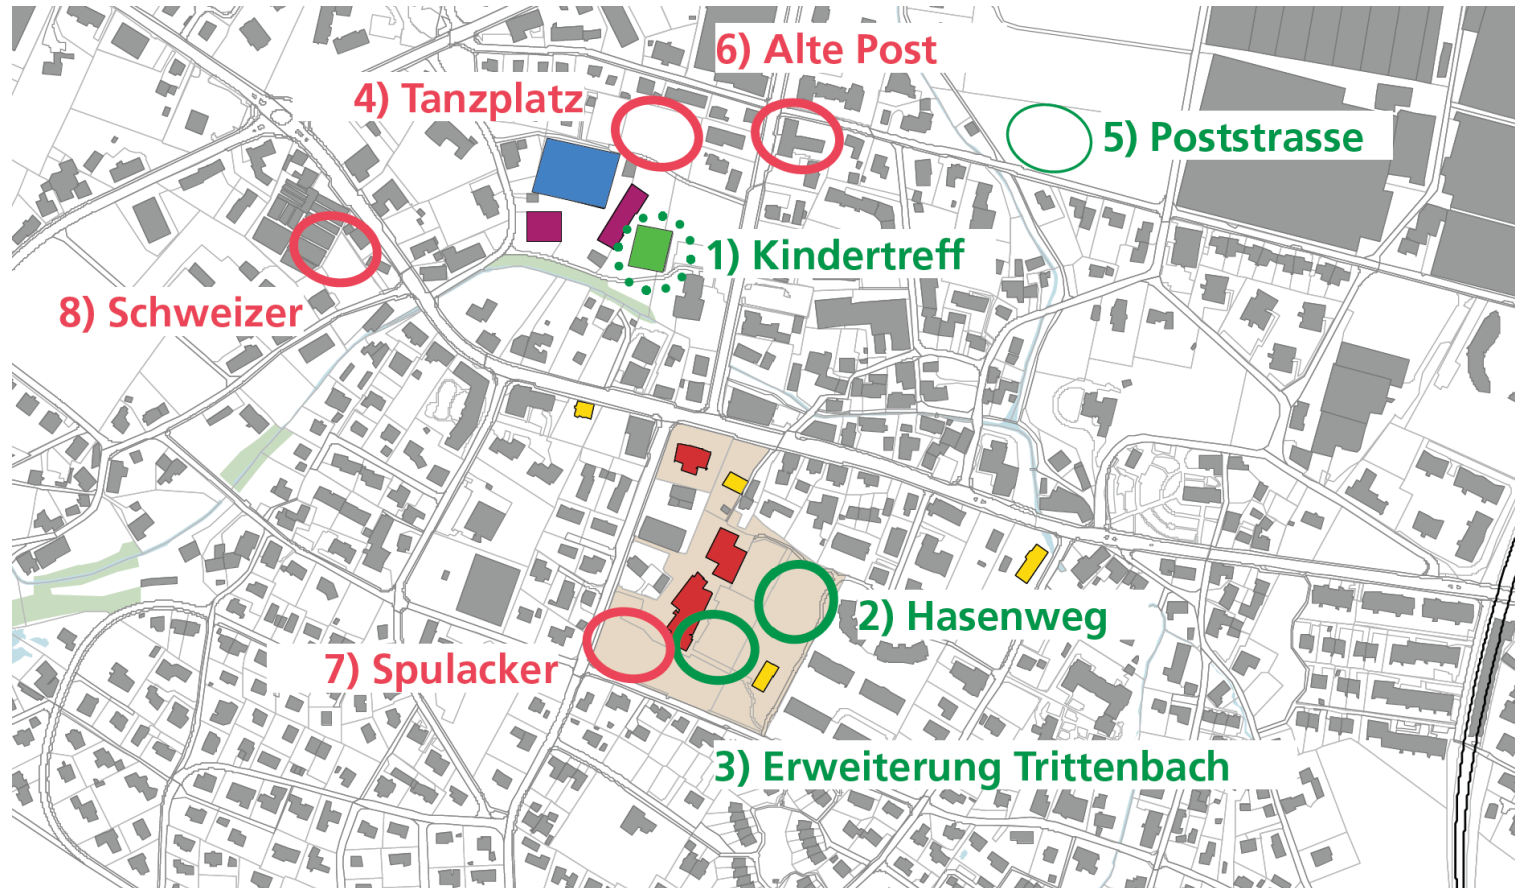 6) Alte Post
4) Tanzplatz
5) Poststrasse
1) Kindertreff
8) Schweizer
2) Hasenweg
7) Spulacker
3) Erweiterung Trittenbach